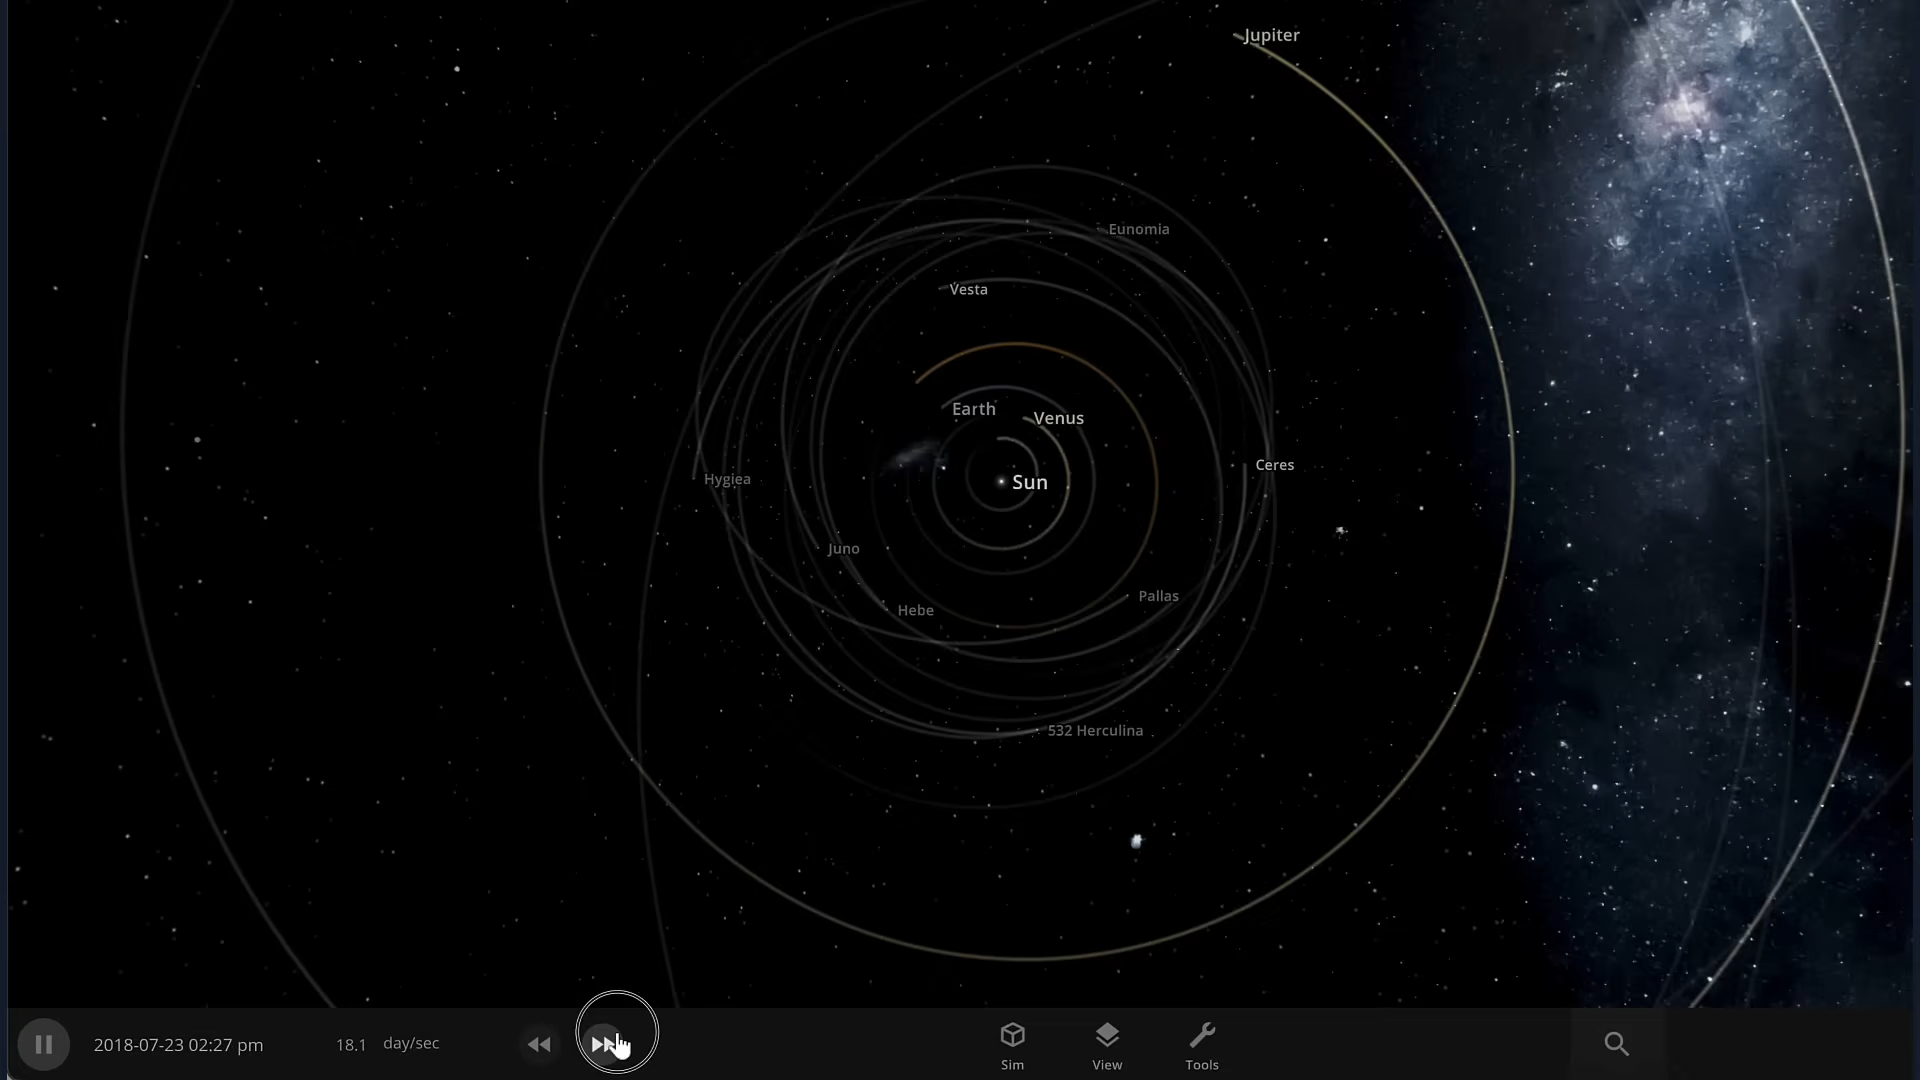 Jupiter
Eunomia
Vesta
Earth
Venus
Ceres
Hygiea
Sun
Juno
Pallas
Hebe
532 Herculina
2018-07-23 02:27 pm 18.1 day/sec
Sim View Tools